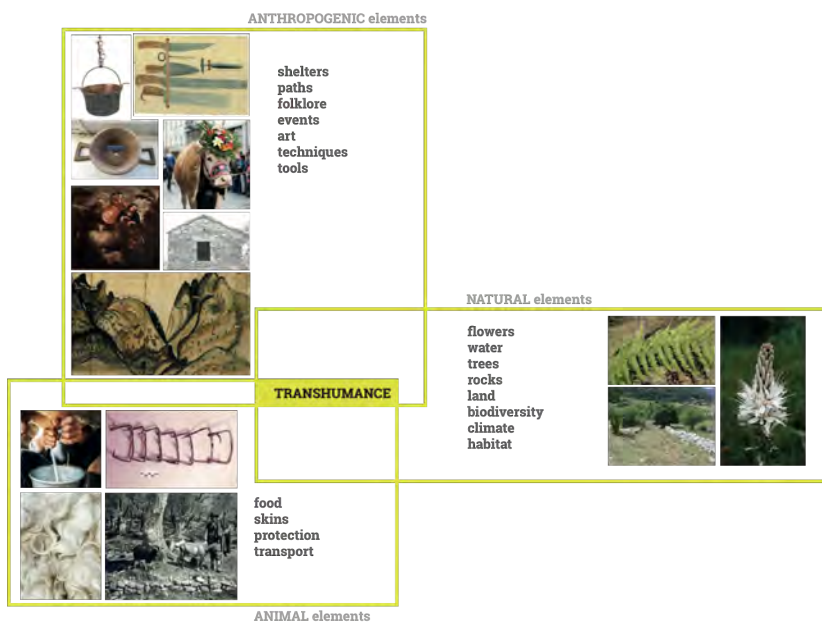 ANTHROPOGENIC elements
shelters
paths
folklore
events
art
techniques
tools
NATURAL elements
flowers
water
trees
rocks
land
biodiversity
climate
habitat
TRANSHUMANCE
food
skins
protection
transport
ANIMAL elements